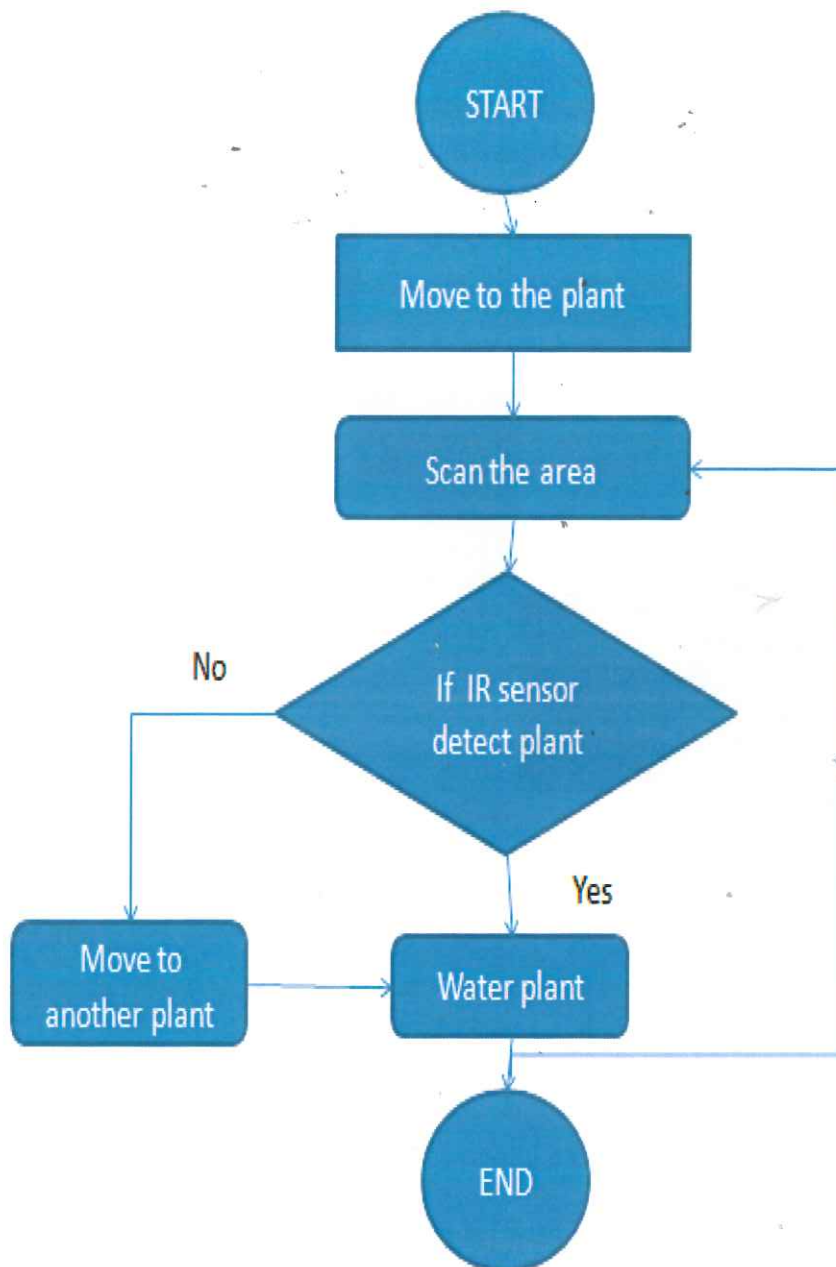 START
Move to the plant
Scan the area
No
If IR sensor
detect plant
Yes
Move to
another plant
Water plant
END